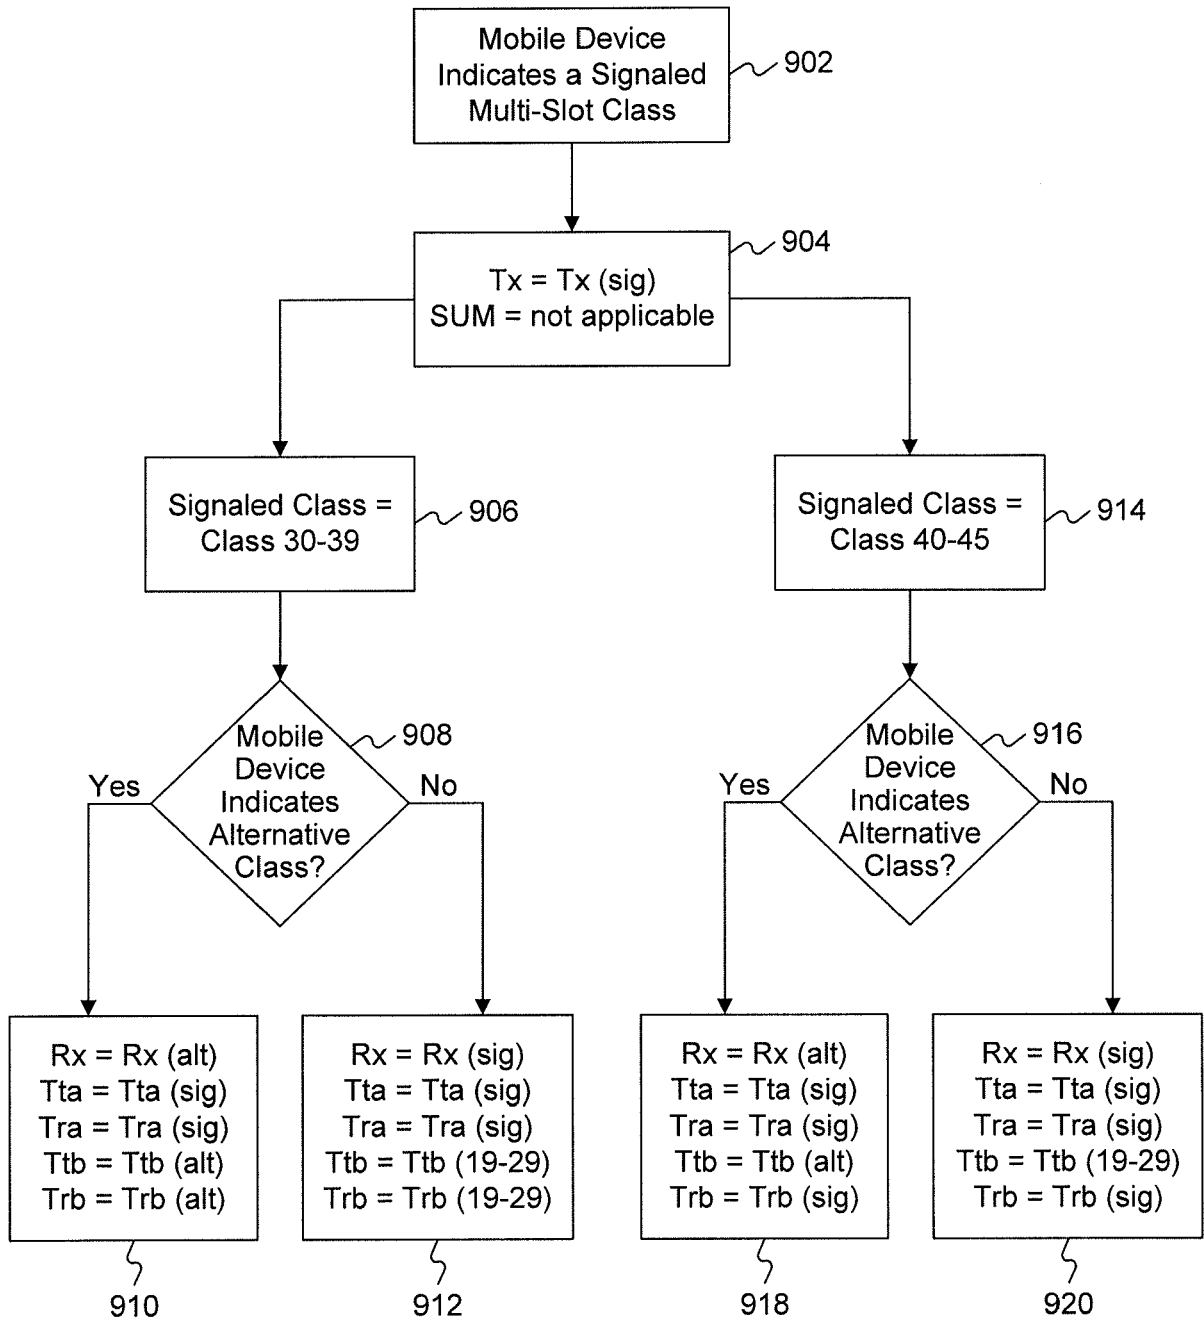 Mobile Device
Indicates a Signaled
Multi-Slot Class
902
904
Tx = Tx (sig)
SUM = not applicable
Signaled Class =
Class 30-39
906
Signaled Class =
Class 40-45
914
Mobile
Device
Indicates
Alternative
Class?
908
Yes
No
Mobile
Device
Indicates
Alternative
Class?
916
Yes
No
Rx = Rx (alt)
Tta = Tta (sig)
Tra = Tra (sig)
Ttb = Ttb (alt)
Trb = Trb (alt)
910
Rx = Rx (sig)
Tta = Tta (sig)
Tra = Tra (sig)
Ttb = Ttb (19-29)
Trb = Trb (19-29)
912
Rx = Rx (alt)
Tta = Tta (sig)
Tra = Tra (sig)
Ttb = Ttb (alt)
Trb = Trb (sig)
918
Rx = Rx (sig)
Tta = Tta (sig)
Tra = Tra (sig)
Ttb = Ttb (19-29)
Trb = Trb (sig)
920